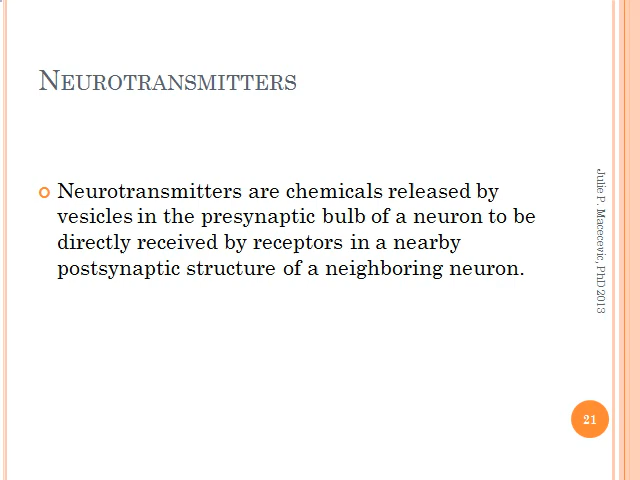 NEUROTRANSMITTERS
Neurotransmitters are chemicals released by
vesicles in the presynaptic bulb of a neuron to be
directly received by receptors in a nearby
postsynaptic structure of a neighboring neuron.
Julie P. Macecevic, PhD 2013
21